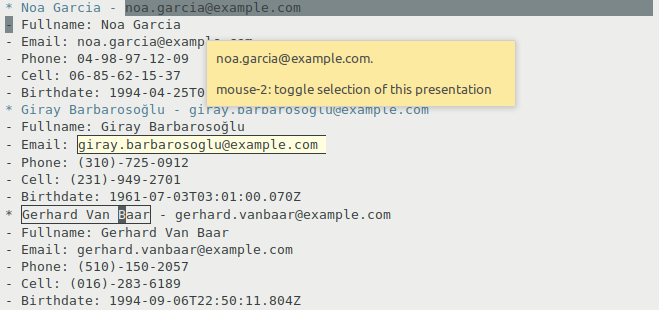 * Noa Garcia - noa.garcia@example.com
- Fullname: Noa Garcia
- Email: noa.garcia@example.com
- Phone: 04-98-97-12-09
- Cell: 06-85-62-15-37
- Birthdate: 1994-04-25T0
noa.garcia@example.com.
mouse-2: toggle selection of this presentation
* Giray Barbarosoğlu - giray.barbarosoglu@example.com
- Fullname: Giray Barbarosoğlu
- Email: giray.barbarosoglu@example.com
- Phone: (310)-725-0912
- Cell: (231)-949-2701
- Birthdate: 1961-07-03T03:01:00.070Z
* Gerhard Van Baar - gerhard.vanbaar@example.com
- Fullname: Gerhard Van Baar
- Email: gerhard.vanbaar@example.com
- Phone: (510)-150-2057
- Cell: (016)-283-6189
- Birthdate: 1994-09-06T22:50:11.804Z